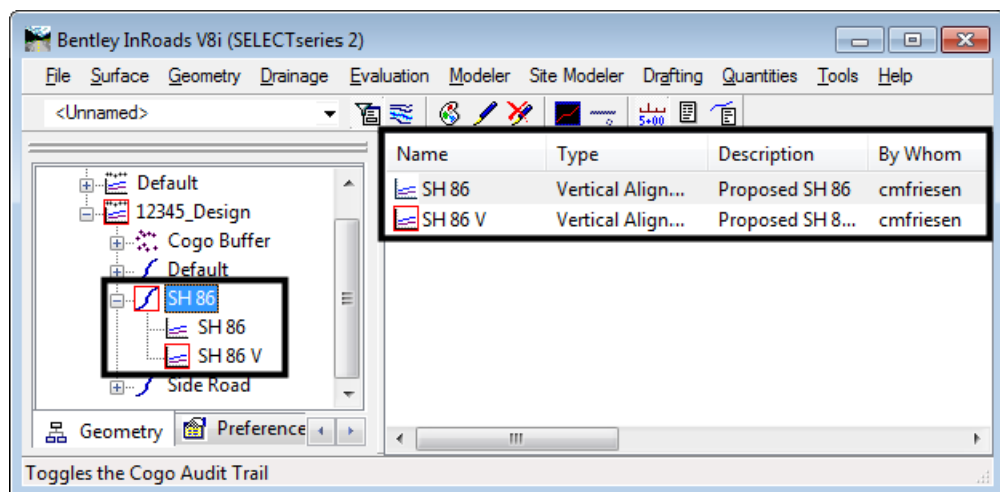 Bentley InRoads V8i (SELECTseries 2)
File Surface Geometry Drainage Evaluation Modeler Site Modeler Drafting Quantities Tools Help
<Unnamed>
5+00
Name Type Description By Whom
SH 86 Vertical Align... Proposed SH 86 cmfriesen
SH 86 V Vertical Align... Proposed SH 8... cmfriesen
Default
12345_Design
Cogo Buffer
Default
SH 86
SH 86
SH 86 V
Side Road
Geometry Preference
Toggles the Cogo Audit Trail